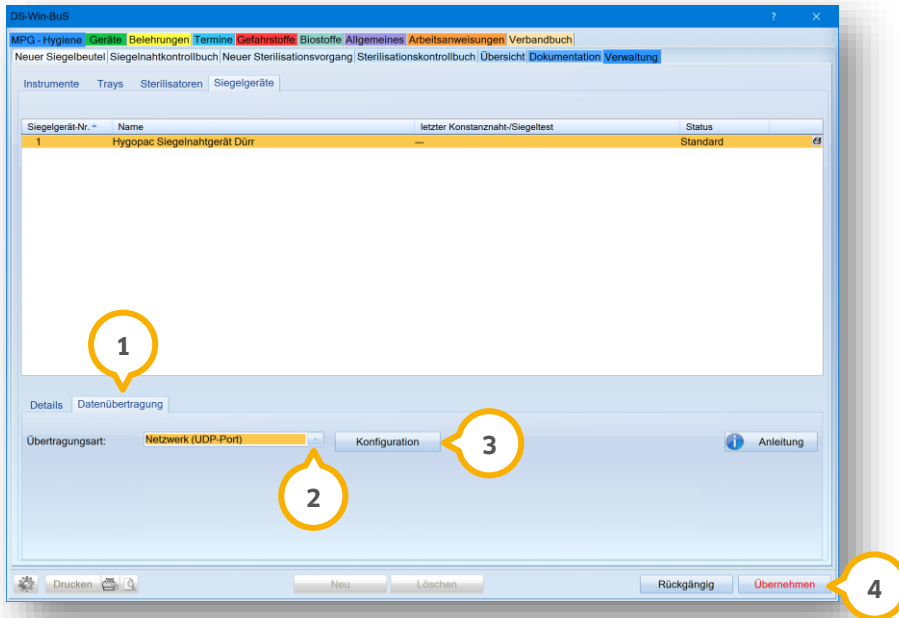 DS-Win-BuS ? ×
MPG - Hygiene Geräte Belehrungen Termine Gefahrstoffe Biostoffe Allgemeines Arbeitsanweisungen Verbandbuch
Neuer Siegelbeutel Siegelnahtkontrollbuch Neuer Sterilisationsvorgang Sterilisationskontrollbuch Übersicht Dokumentation Verwaltung
Instrumente Trays Sterilisatoren Siegelgeräte
Siegelgerät-Nr. Name letzter Konstanznaht-/Siegeltest Status
1 Hygopac Siegelnahtgerät Dürr — Standard
1
Details Datenübertragung
Übertragungsart: Netzwerk (UDP-Port) Konfiguration 3 Anleitung
2
Drucken Neu Löschen Rückgängig Übernehmen 4